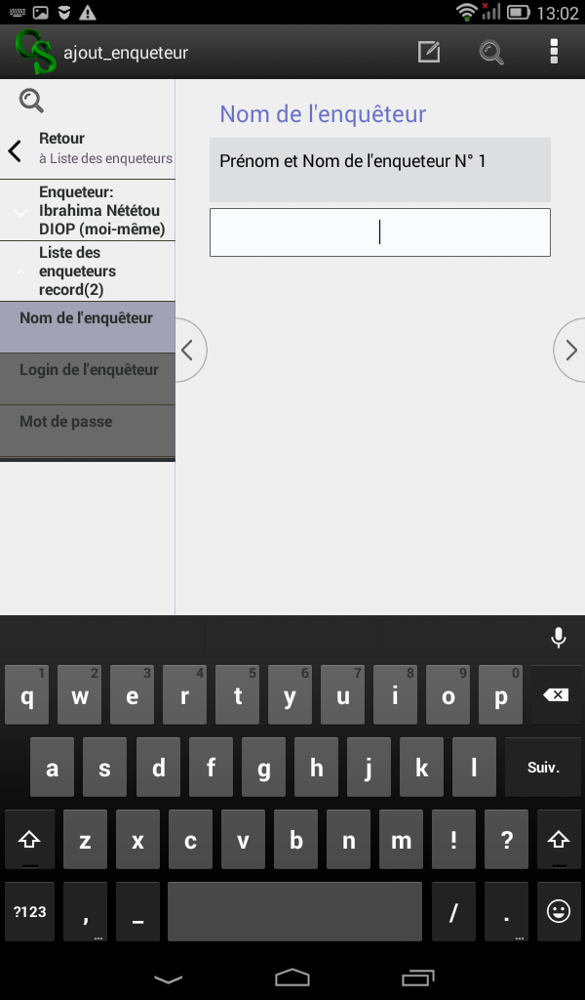 13:02
CS ajout_enqueteur
Retour
à Liste des enqueteurs
Enqueteur:
Ibrahima Nététou
DIOP (moi-même)
Liste des
enqueteurs
record(2)
Nom de l'enquêteur
Login de l'enquêteur
Mot de passe
Nom de l'enquêteur
Prénom et Nom de l'enqueteur N° 1
1 2 3 4 5 6 7 8 9 0
q w e r t y u i o p
a s d f g h j k l Suiv.
z x c v b n m ! ?
?123 , ... _ / . ...